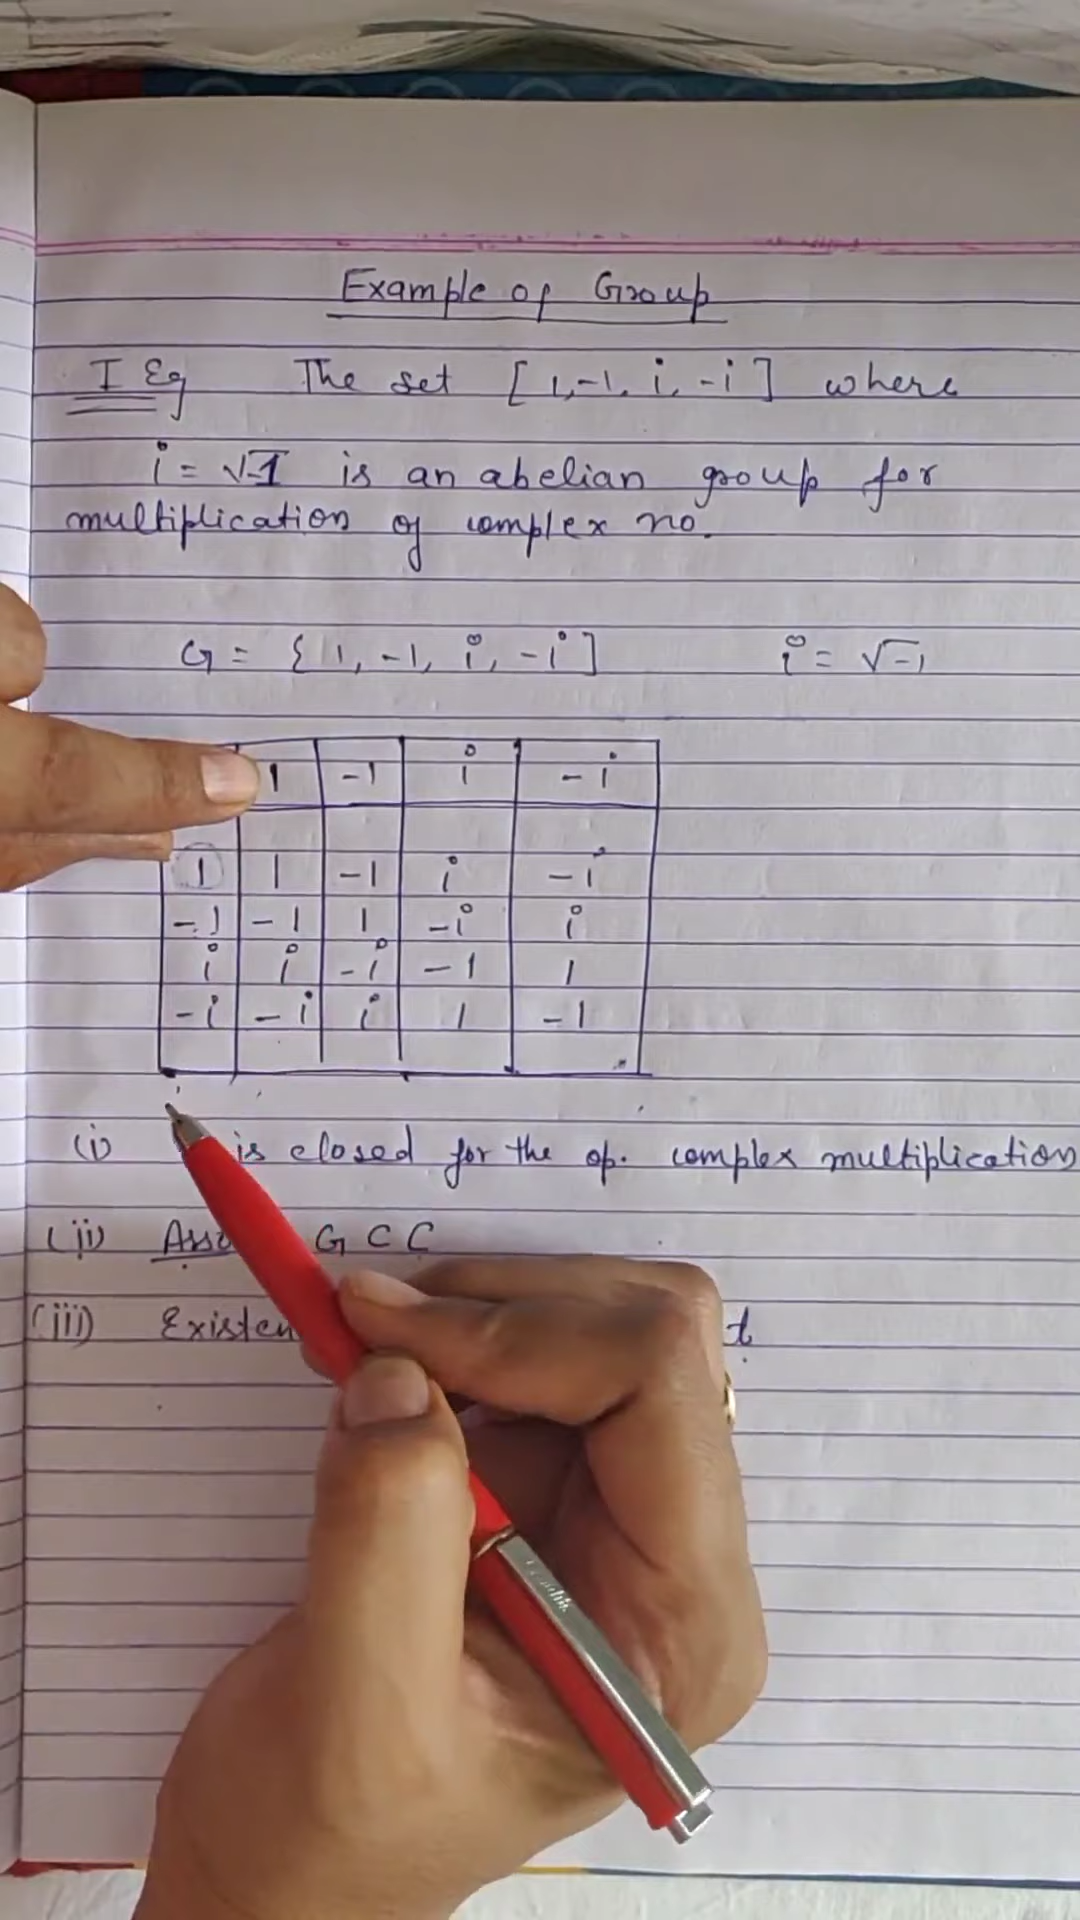 Example of Group
I Eg The set [1, -1, i, -i] where
i = √-1 is an abelian group for
multiplication of complex no.
G = {1, -1, i, -i] i = √-1
1 -1 i -i
1 1 -1 i -i
-1 -1 1 -i i
i i -i -1 1
-i -i i 1 -1
(i) is closed for the op. complex multiplication
(ii) G ⊂ C
(iii)